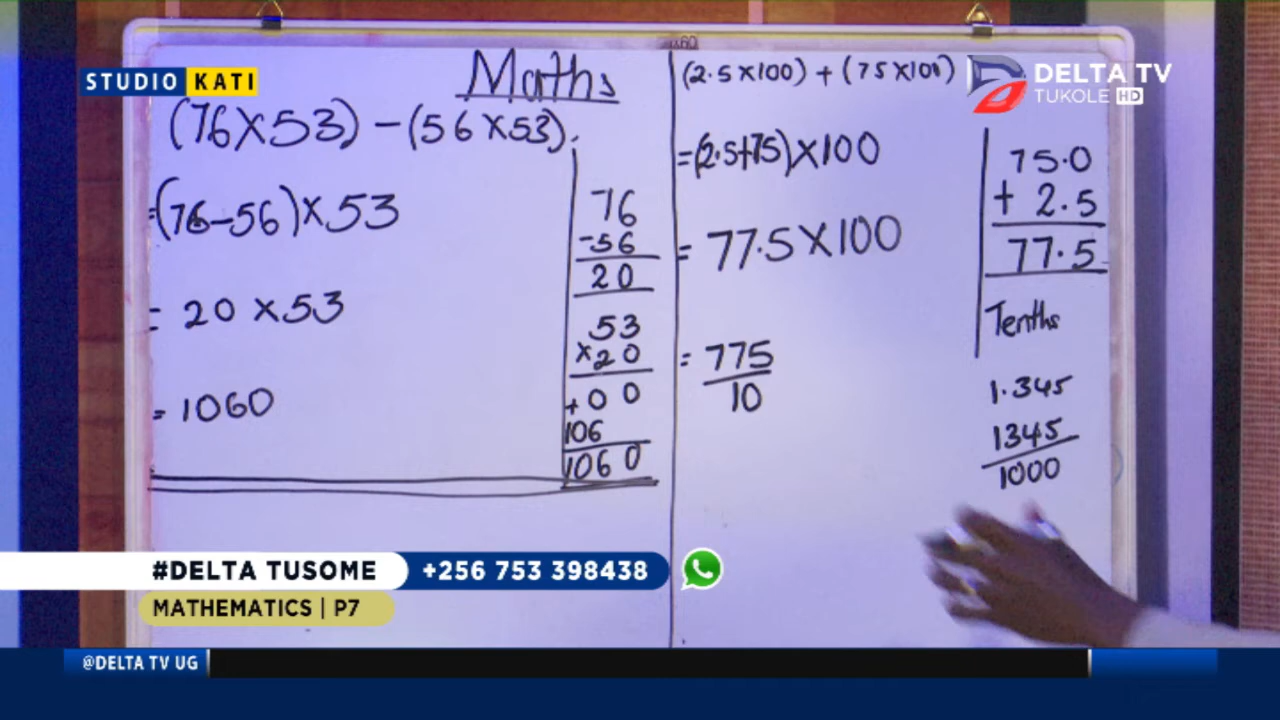 STUDIO KATI
DELTA TV
TUKOLE HD
Maths
(76×53) – (56×53).
=(76–56)×53
= 20 ×53
= 1060
76
-56
20
53
×20
+00
106
1060
(2.5×100) + (75×100)
=(2.5+75)×100
= 77.5×100
= 775
10
75.0
+ 2.5
77.5
Tenths
1.345
1345
1000
#DELTA TUSOME +256 753 398438
MATHEMATICS | P7
@DELTA TV UG